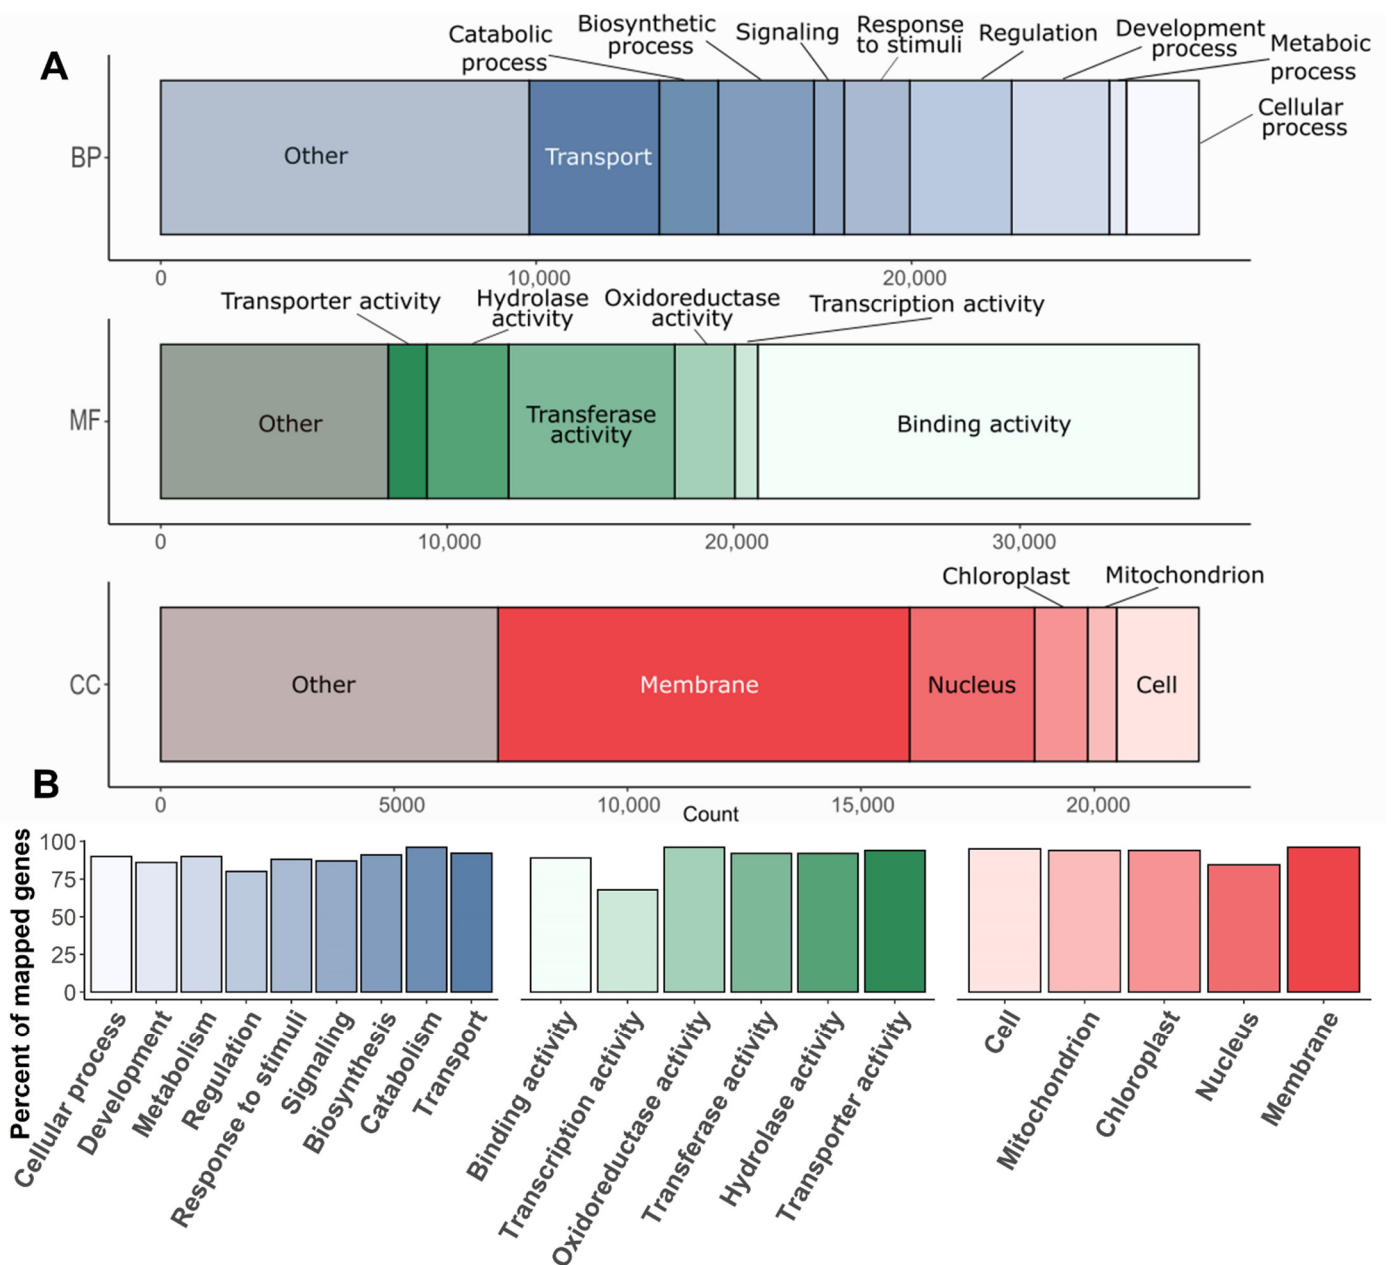 A
Catabolic
process
Biosynthetic
process
Signaling
Response
to stimuli
Regulation
Development
process
Metaboic
process
Cellular
process
BP
Other
Transport
0
10,000
20,000
Transporter activity
Hydrolase
activity
Oxidoreductase
activity
Transcription activity
MF
Other
Transferase
activity
Binding activity
0
10,000
20,000
30,000
Chloroplast
Mitochondrion
CC
Other
Membrane
Nucleus
Cell
0
5000
10,000
15,000
20,000
Count
B
Percent of mapped genes
100
75
50
25
0
Cellular process
Development
Metabolism
Regulation
Response to stimuli
Signaling
Biosynthesis
Catabolism
Transport
Binding activity
Transcription activity
Oxidoreductase activity
Transferase activity
Hydrolase activity
Transporter activity
Cell
Mitochondrion
Chloroplast
Nucleus
Membrane